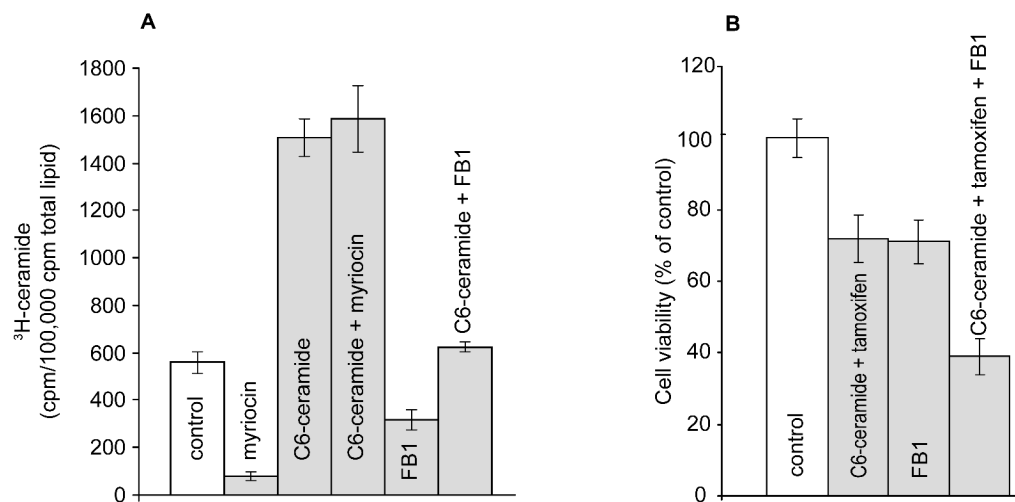 A
³H-ceramide
(cpm/100,000 cpm total lipid)
1800
1600
1400
1200
1000
800
600
400
200
0
control
myriocin
C6-ceramide
C6-ceramide + myriocin
FB1
C6-ceramide + FB1
B
Cell viability (% of control)
120
100
80
60
40
20
0
control
C6-ceramide + tamoxifen
FB1
C6-ceramide + tamoxifen + FB1